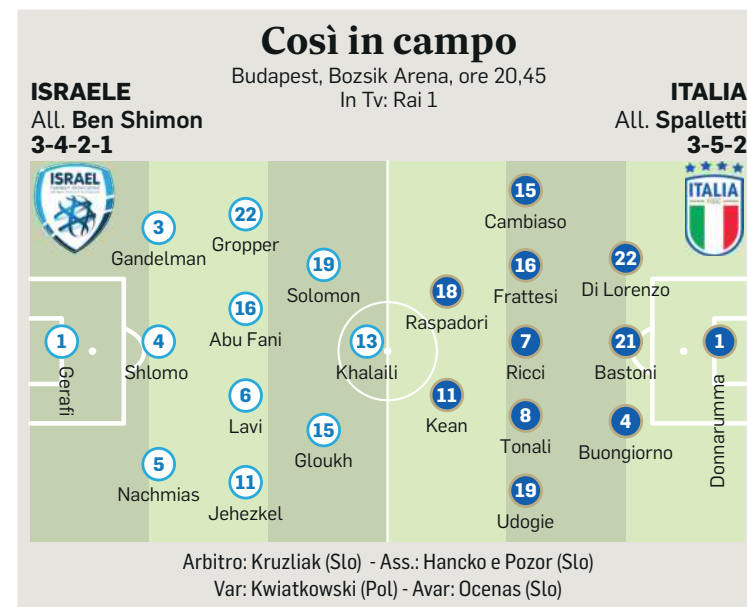 Così in campo
Budapest, Bozsik Arena, ore 20,45
In Tv: Rai 1
ISRAELE
All. Ben Shimon
3-4-2-1
ITALIA
All. Spalletti
3-5-2
ISRAEL
ITALIA
1
Gerafi
3
Gandelman
4
Shlomo
5
Nachmias
22
Gropper
16
Abu Fani
6
Lavi
11
Jehezkel
19
Solomon
15
Gloukh
13
Khalaili
18
Raspadori
11
Kean
15
Cambiaso
16
Frattesi
7
Ricci
8
Tonali
19
Udogie
22
Di Lorenzo
21
Bastoni
4
Buongiorno
1
Donnarumma
Arbitro: Kruzliak (Slo) - Ass.: Hancko e Pozor (Slo)
Var: Kwiatkowski (Pol) - Avar: Ocenas (Slo)